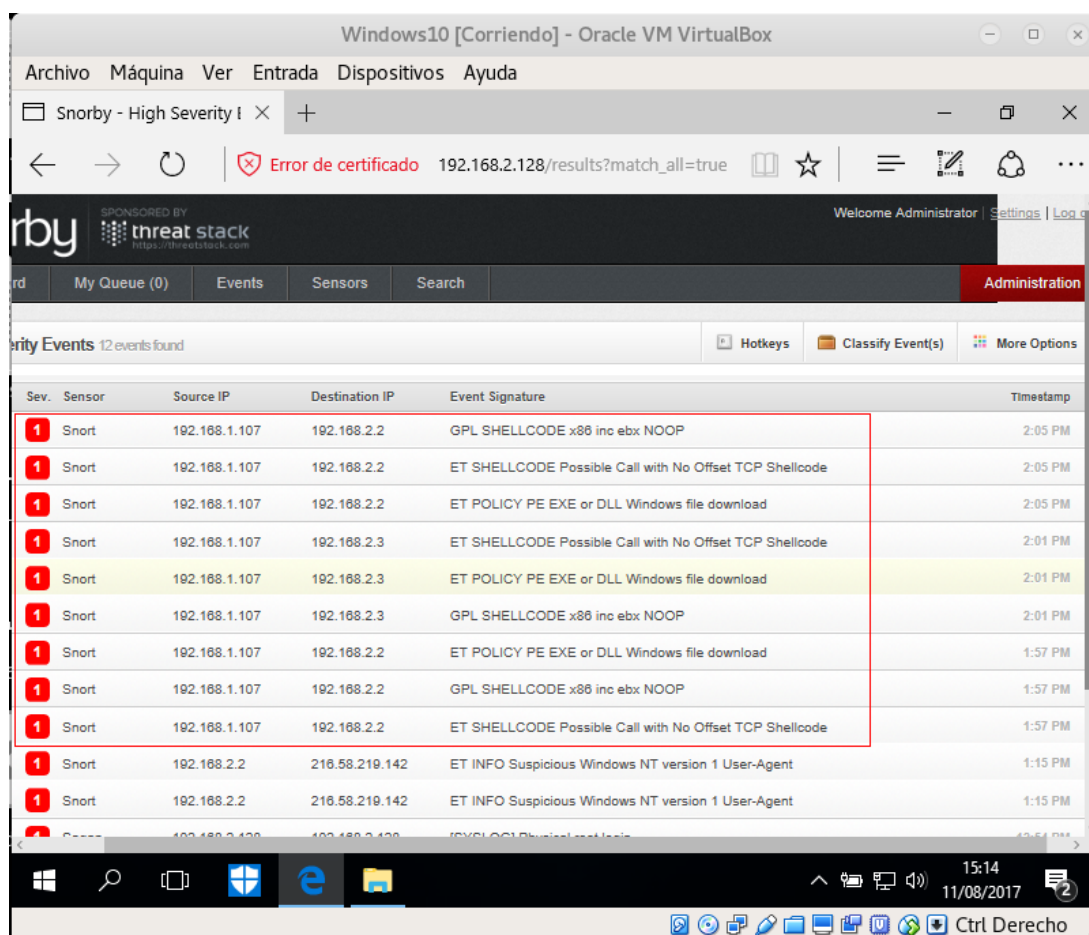 Windows10 [Corriendo] - Oracle VM VirtualBox
Archivo Máquina Ver Entrada Dispositivos Ayuda
Snorby - High Severity
Error de certificado 192.168.2.128/results?match_all=true
rby SPONSORED BY threat stack https://threatstack.com
Welcome Administrator | Settings | Log
rd My Queue (0) Events Sensors Search Administration
erity Events 12 events found Hotkeys Classify Event(s) More Options
Sev. Sensor Source IP Destination IP Event Signature Timestamp
1 Snort 192.168.1.107 192.168.2.2 GPL SHELLCODE x86 inc ebx NOOP 2:05 PM
1 Snort 192.168.1.107 192.168.2.2 ET SHELLCODE Possible Call with No Offset TCP Shellcode 2:05 PM
1 Snort 192.168.1.107 192.168.2.2 ET POLICY PE EXE or DLL Windows file download 2:05 PM
1 Snort 192.168.1.107 192.168.2.3 ET SHELLCODE Possible Call with No Offset TCP Shellcode 2:01 PM
1 Snort 192.168.1.107 192.168.2.3 ET POLICY PE EXE or DLL Windows file download 2:01 PM
1 Snort 192.168.1.107 192.168.2.3 GPL SHELLCODE x86 inc ebx NOOP 2:01 PM
1 Snort 192.168.1.107 192.168.2.2 ET POLICY PE EXE or DLL Windows file download 1:57 PM
1 Snort 192.168.1.107 192.168.2.2 GPL SHELLCODE x86 inc ebx NOOP 1:57 PM
1 Snort 192.168.1.107 192.168.2.2 ET SHELLCODE Possible Call with No Offset TCP Shellcode 1:57 PM
1 Snort 192.168.2.2 216.58.219.142 ET INFO Suspicious Windows NT version 1 User-Agent 1:15 PM
1 Snort 192.168.2.2 216.58.219.142 ET INFO Suspicious Windows NT version 1 User-Agent 1:15 PM
15:14
11/08/2017
2
Ctrl Derecho